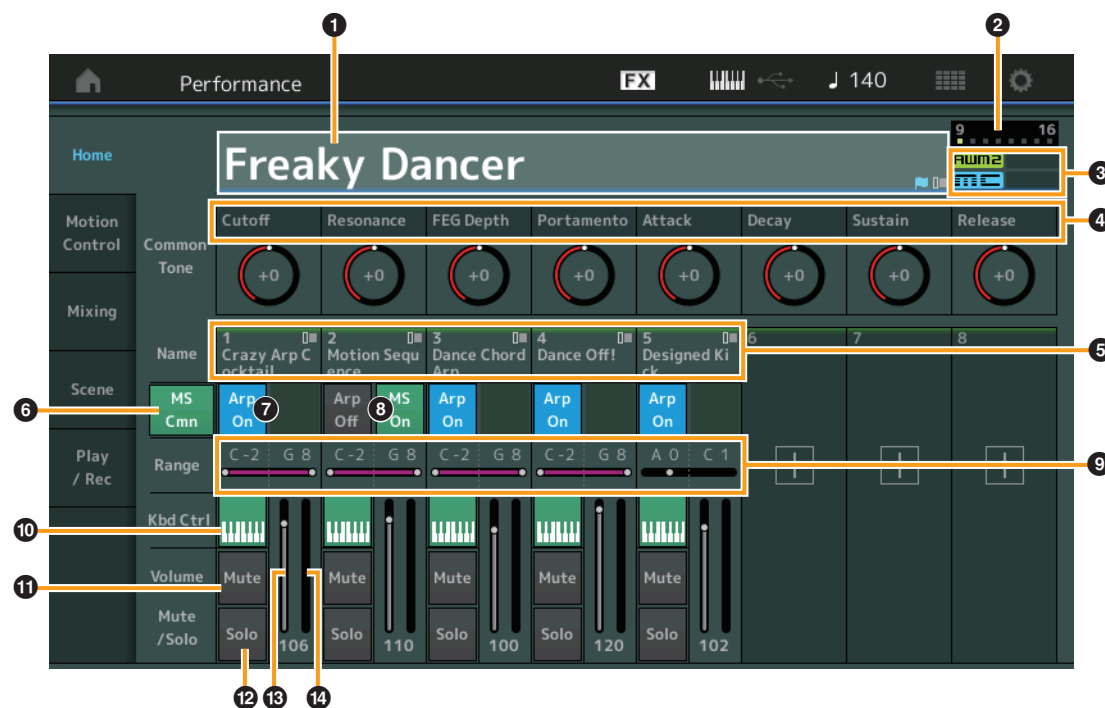 1 2
Performance FX 140
9 16
Home Freaky Dancer AWM2
MC 3
Motion Control
Common Tone
Cutoff Resonance FEG Depth Portamento Attack Decay Sustain Release 4
+0 +0 +0 +0 +0 +0 +0 +0
Mixing
Name
1 2 3 4 5 6 7 8
Crazy Arp C Motion Sequ Dance Chord Dance Off! Designed Ki 5
ocktail ence Arp ck
Scene
6 MS Arp 7 Arp 8 MS Arp Arp Arp
Cmn On Off On On On On
Play Range C -2 G 8 C -2 G 8 C -2 G 8 C -2 G 8 A 0 C 1 9
/ Rec
10 Kbd Ctrl
11 Volume Mute Mute Mute Mute Mute
Mute
/Solo Solo 106 Solo 110 Solo 100 Solo 120 Solo 102
12 13 14